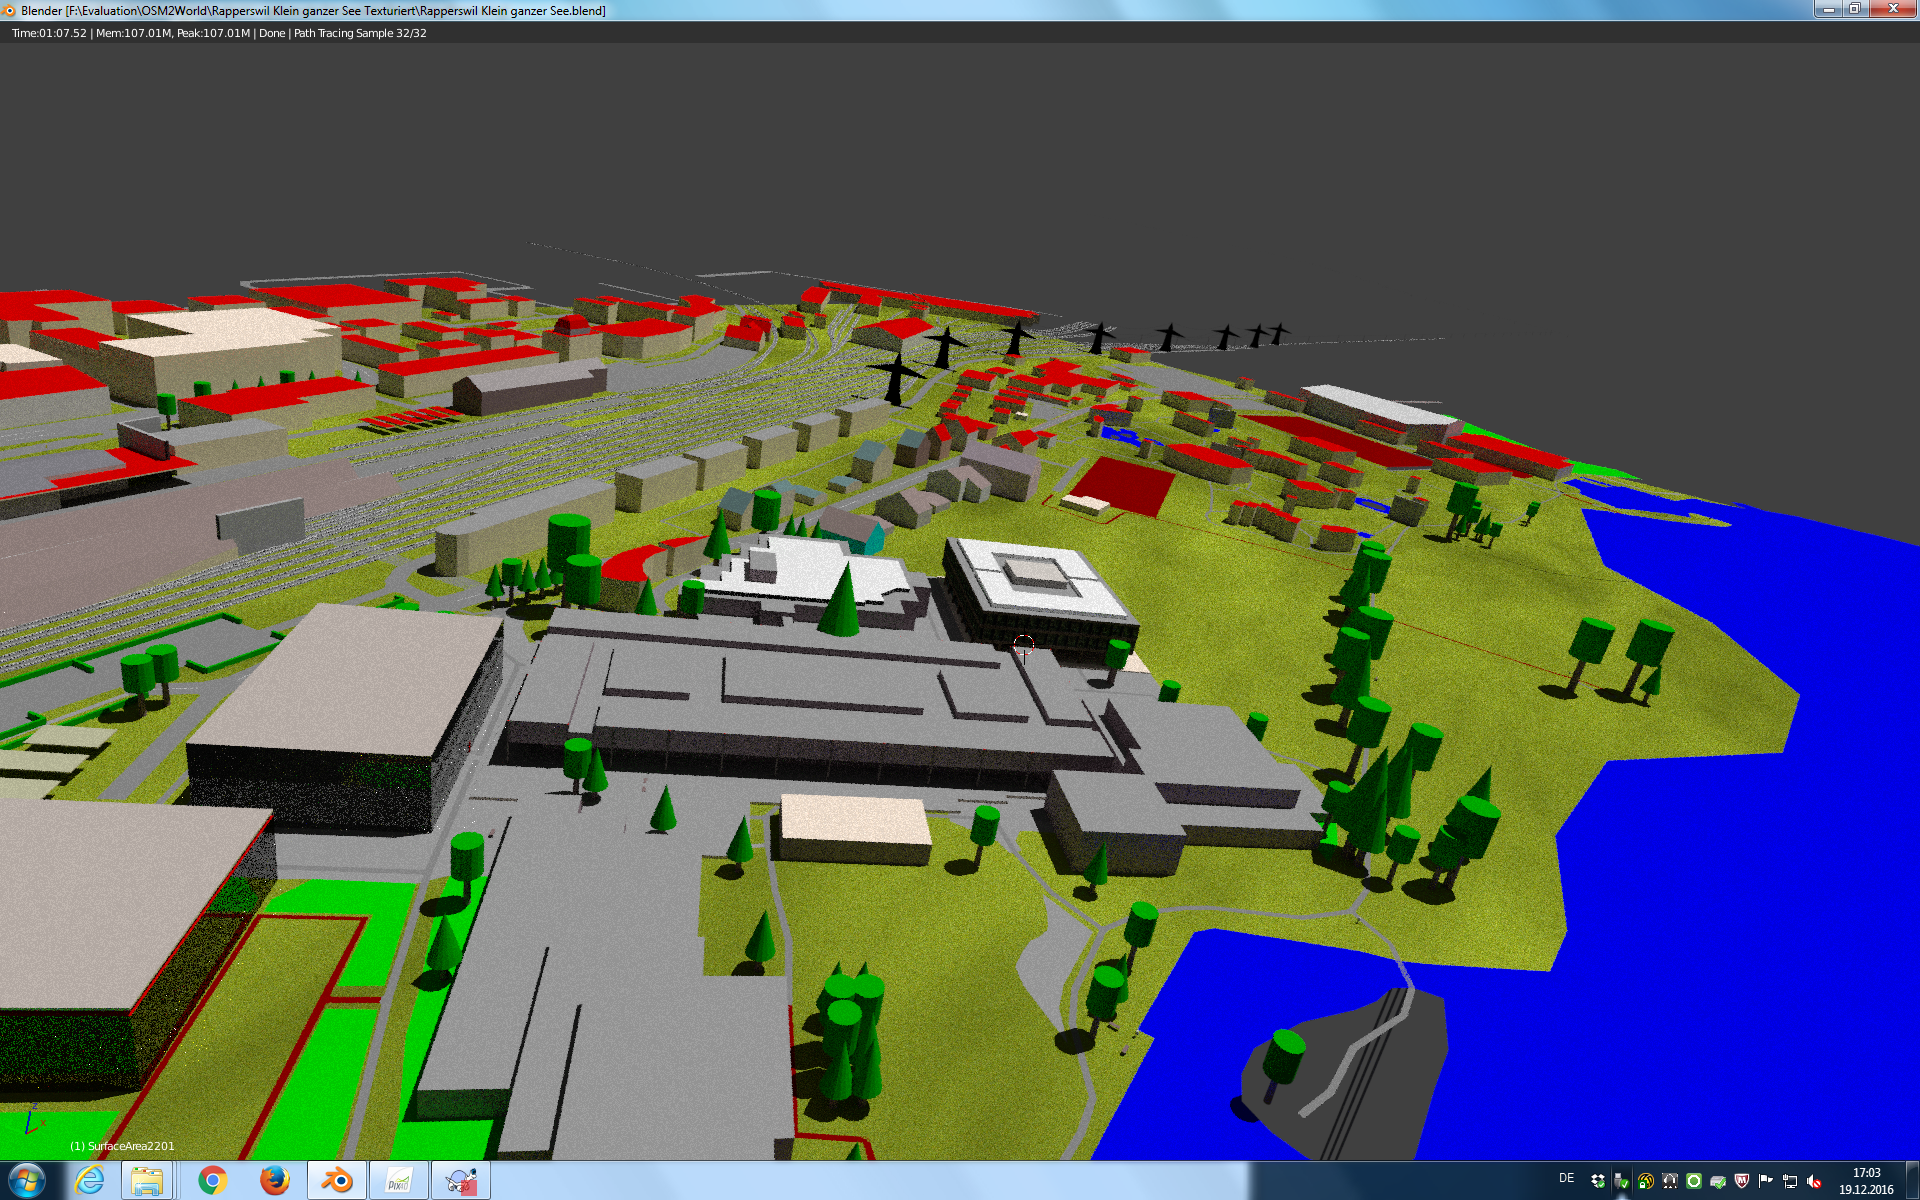 Blender [F:\Evaluation\OSM2World\Rapperswil Klein ganzer See Texturiert\Rapperswil Klein ganzer See.blend]
Time:01:07.52 | Mem:107.01M, Peak:107.01M | Done | Path Tracing Sample 32/32
(1) SurfaceArea2201
DE
17:03
19.12.2016